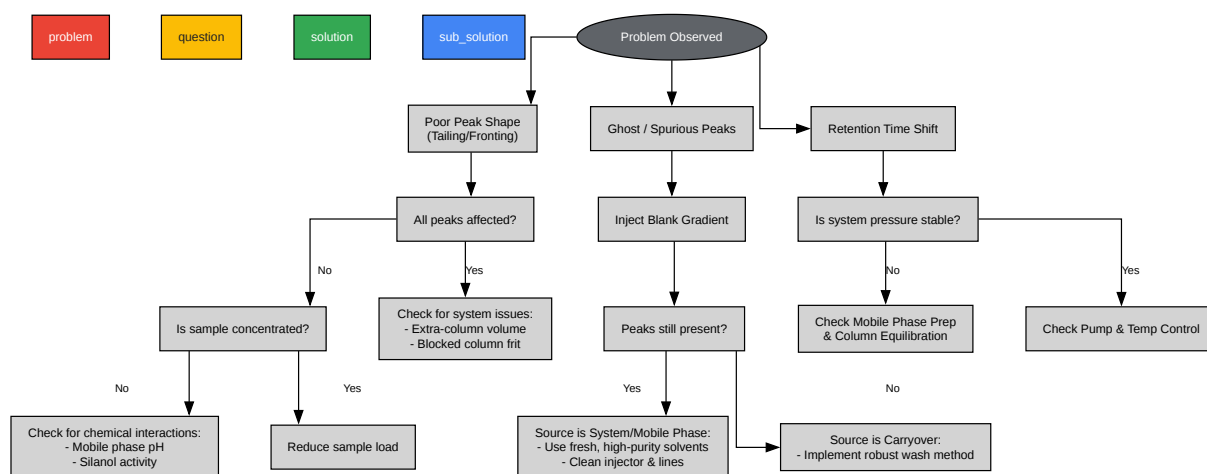 problem
question
solution
sub_solution
Problem Observed
Poor Peak Shape
(Tailing/Fronting)
Ghost / Spurious Peaks
Retention Time Shift
All peaks affected?
Inject Blank Gradient
Is system pressure stable?
No
Yes
No
Yes
Is sample concentrated?
Check for system issues:
- Extra-column volume
- Blocked column frit
Peaks still present?
Check Mobile Phase Prep
& Column Equilibration
Check Pump & Temp Control
No
Yes
Yes
No
Check for chemical interactions:
- Mobile phase pH
- Silanol activity
Reduce sample load
Source is System/Mobile Phase:
- Use fresh, high-purity solvents
- Clean injector & lines
Source is Carryover:
- Implement robust wash method